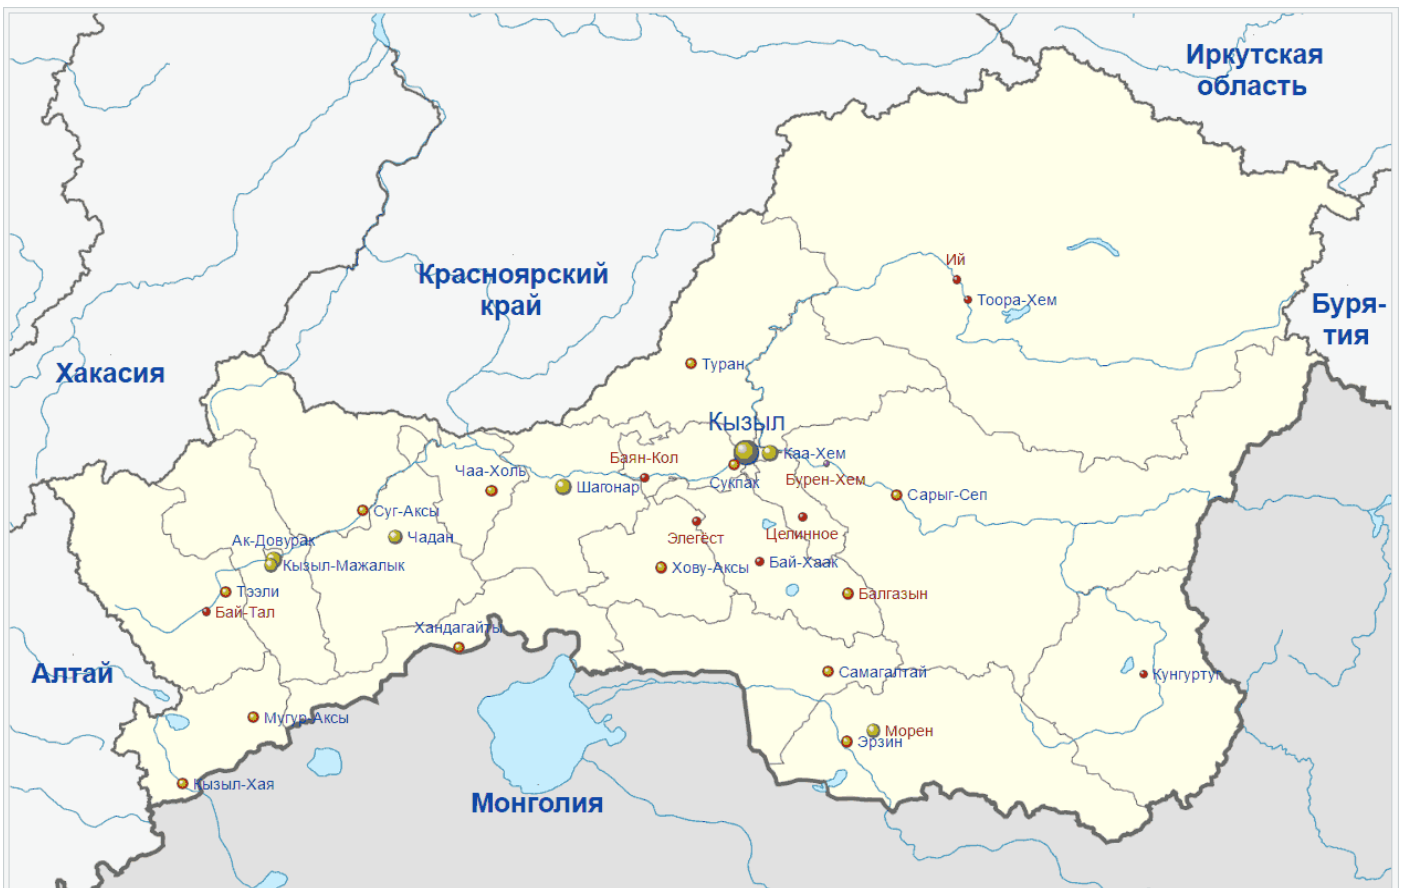 Иркутская
область
Ий
Красноярский
край
Тоора-Хем
Буря-
тия
Хакасия
Туран
Кызыл
Каа-Хем
Баян-Кол
Чаа-Холь
Бурен-Хем
Сукпак
Шагонар
Сарыг-Сеп
Суг-Аксы
Целинное
Элегест
Чадан
Ак-Довурак
Кызыл-Мажалык
Хову-Аксы
Бай-Хаак
Тээли
Балгазын
Бай-Тал
Хандагайты
Алтай
Самагалтай
Кунгуртуг
Мугур-Аксы
Морен
Эрзин
Кызыл-Хая
Монголия